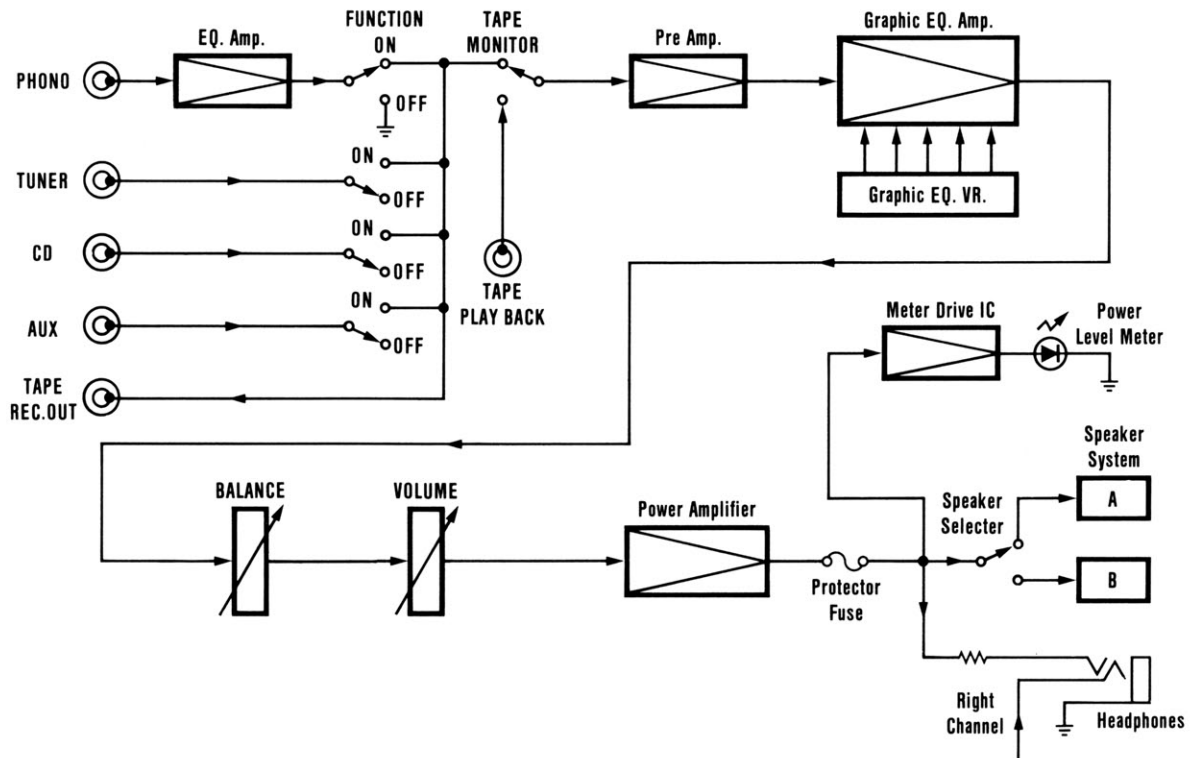 FUNCTION
TAPE
MONITOR
Graphic EQ. Amp.
EQ. Amp.
ON
Pre Amp.
PHONO
OFF
ON
TUNER
OFF
Graphic EQ. VR.
ON
CD
OFF
TAPE
PLAY BACK
ON
AUX
OFF
Meter Drive IC
Power
Level Meter
TAPE
REC.OUT
Speaker
System
BALANCE
VOLUME
Power Amplifier
Speaker
Selecter
A
B
Protector
Fuse
Right
Channel
Headphones